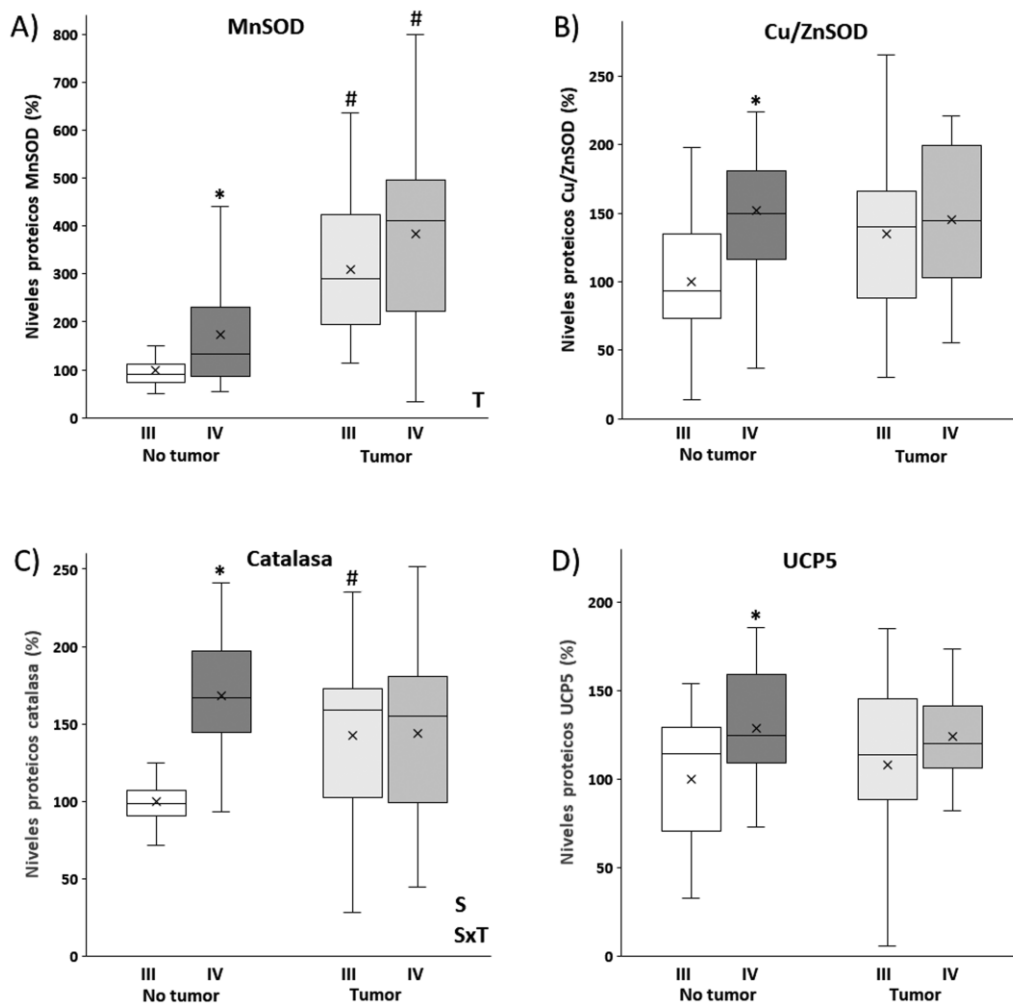 A)
MnSOD
Niveles proteicos MnSOD (%)
800
700
600
500
400
300
200
100
0
*
#
#
T
III IV III IV
No tumor Tumor
B)
Cu/ZnSOD
Niveles proteicos Cu/ZnSOD (%)
250
200
150
100
50
0
*
III IV III IV
No tumor Tumor
C)
Catalasa
Niveles proteicos catalasa (%)
250
200
150
100
50
0
*
#
S
SxT
III IV III IV
No tumor Tumor
D)
UCP5
Niveles proteicos UCP5 (%)
200
150
100
50
0
*
III IV III IV
No tumor Tumor